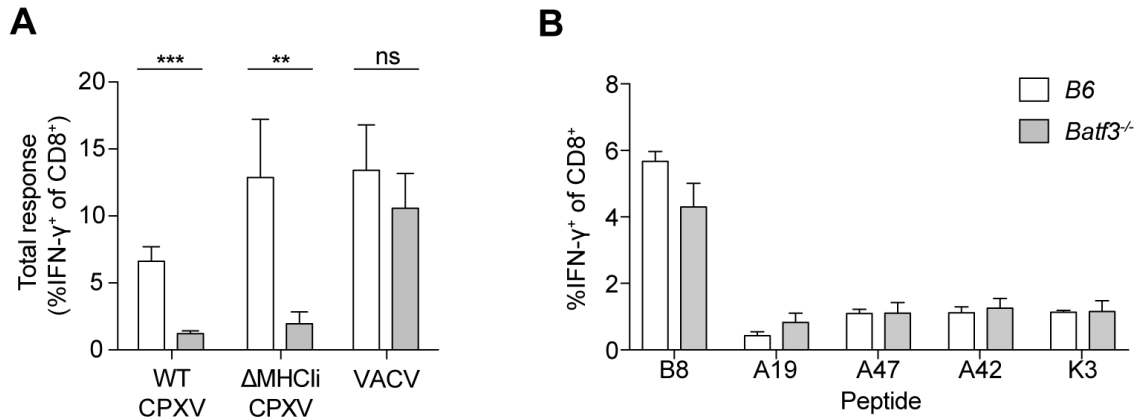 A
*** ** ns
Total response
(%IFN-γ⁺ of CD8⁺)
20
15
10
5
0
WT
CPXV
ΔMHCIi
CPXV
VACV
B
%IFN-γ⁺ of CD8⁺
8
6
4
2
0
B6
Batf3⁻/⁻
B8 A19 A47 A42 K3
Peptide